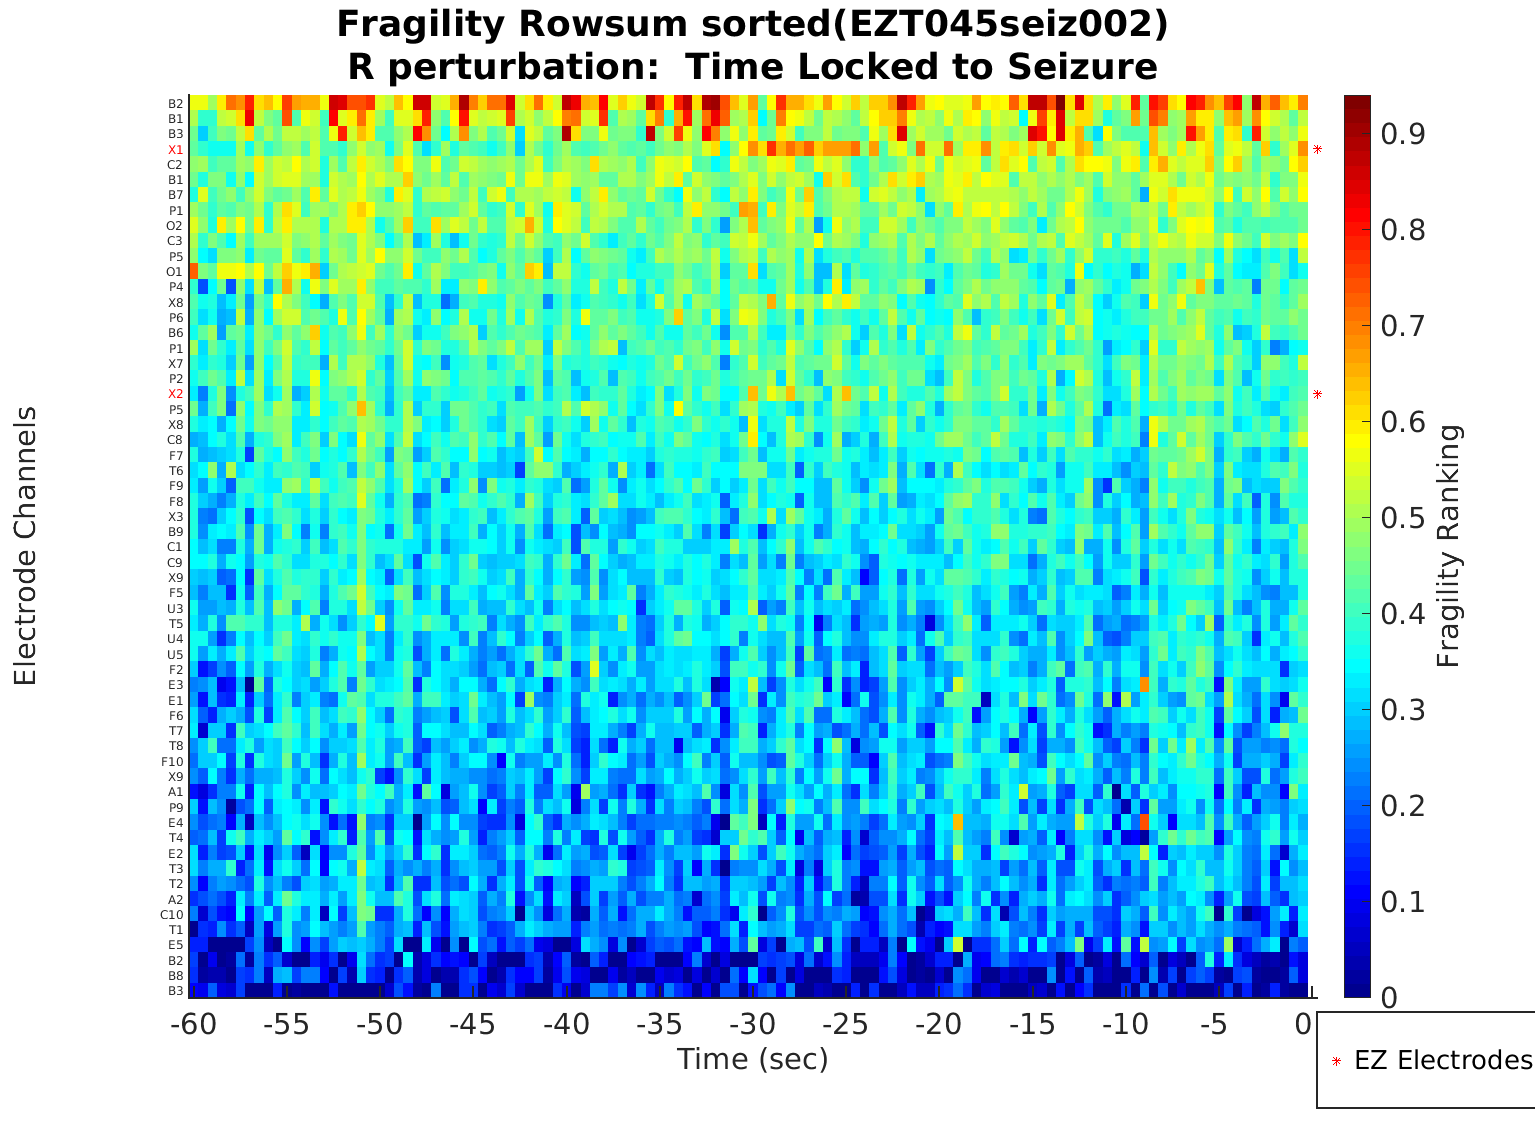 Fragility Rowsum sorted(EZT045seiz002)
R perturbation:  Time Locked to Seizure
Electrode Channels
B2
B1
B3
X1
C2
B1
B7
P1
O2
C3
P5
O1
P4
X8
P6
B6
P1
X7
P2
X2
P5
X8
C8
F7
T6
F9
F8
X3
B9
C1
C9
X9
F5
U3
T5
U4
U5
F2
E3
E1
F6
T7
T8
F10
X9
A1
P9
E4
T4
E2
T3
T2
A2
C10
T1
E5
B2
B8
B3
-60 -55 -50 -45 -40 -35 -30 -25 -20 -15 -10 -5 0
Time (sec)
0.9
0.8
0.7
0.6
0.5
0.4
0.3
0.2
0.1
0
Fragility Ranking
EZ Electrodes